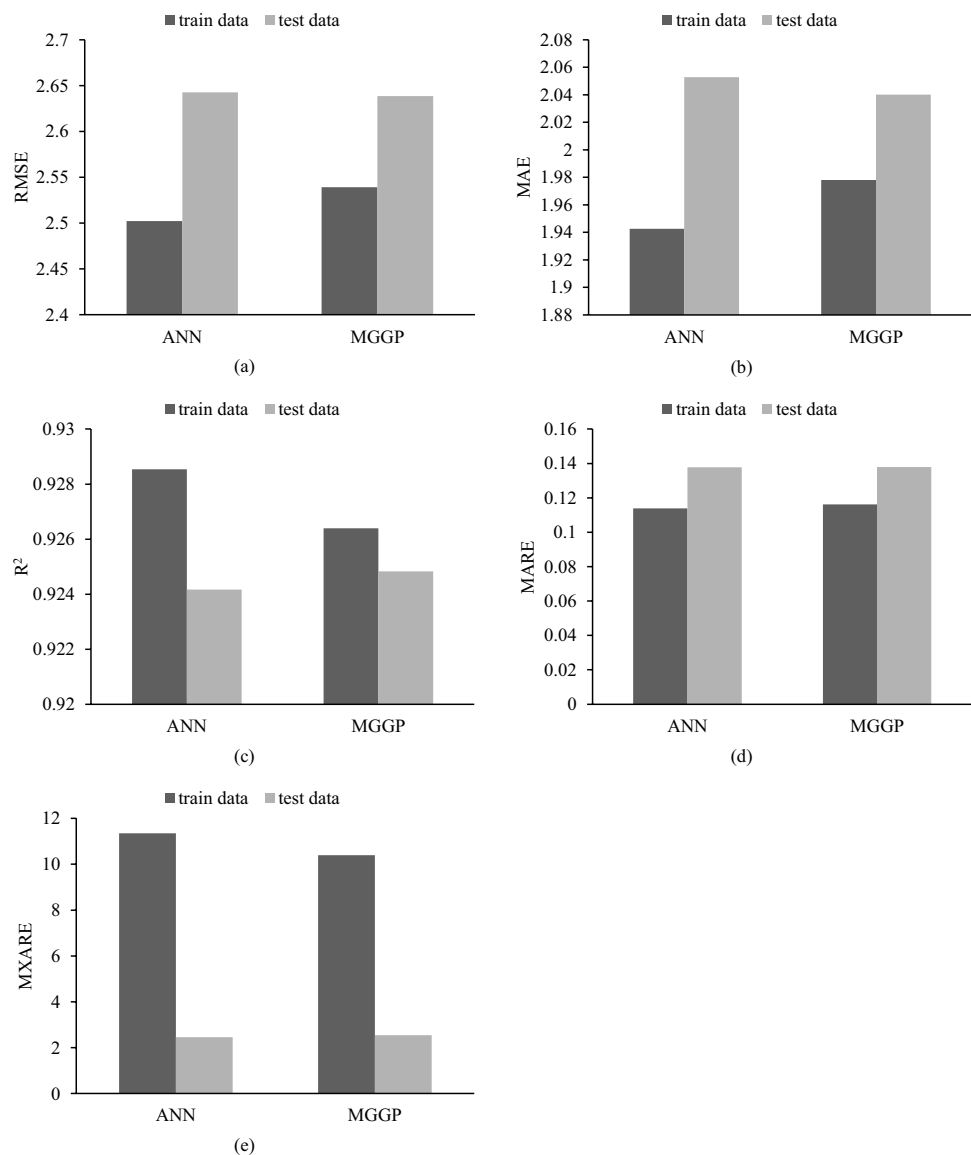 train data test data
2.7
2.65
2.6
2.55
2.5
2.45
2.4
RMSE
ANN MGGP
(a)
train data test data
2.08
2.06
2.04
2.02
2
1.98
1.96
1.94
1.92
1.9
1.88
MAE
ANN MGGP
(b)
train data test data
0.93
0.928
0.926
0.924
0.922
0.92
R²
ANN MGGP
(c)
train data test data
0.16
0.14
0.12
0.1
0.08
0.06
0.04
0.02
0
MARE
ANN MGGP
(d)
train data test data
12
10
8
6
4
2
0
MXARE
ANN MGGP
(e)